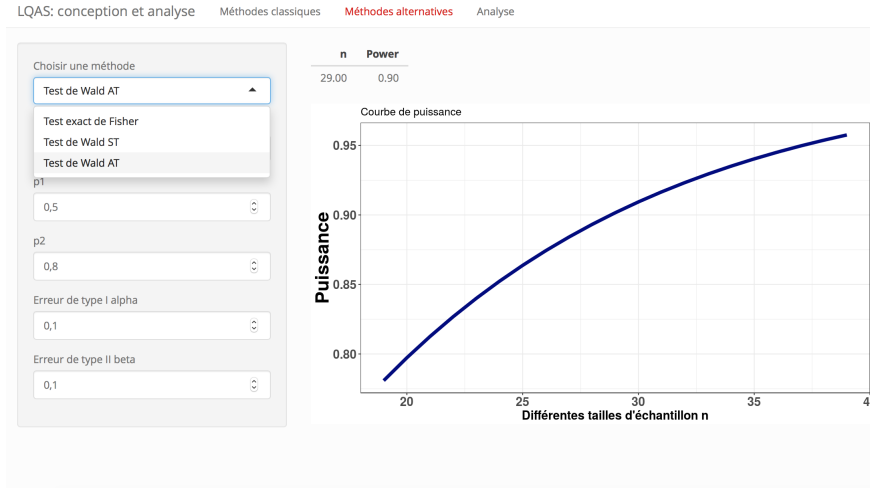 LQAS: conception et analyse Méthodes classiques Méthodes alternatives Analyse
Choisir une méthode
Test de Wald AT
Test exact de Fisher
Test de Wald ST
Test de Wald AT
p1
0,5
p2
0,8
Erreur de type I alpha
0,1
Erreur de type II beta
0,1
n Power
29.00 0.90
Courbe de puissance
Puissance
0.95
0.90
0.85
0.80
20 25 30 35 4
Différentes tailles d'échantillon n